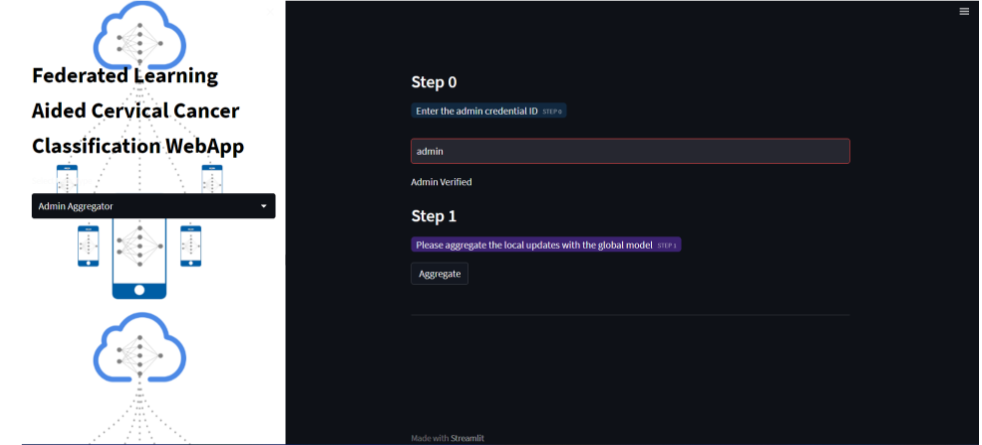 Federated Learning
Aided Cervical Cancer
Classification WebApp
Admin Aggregator
Step 0
Enter the admin credential ID STEP 0
admin
Admin Verified
Step 1
Please aggregate the local updates with the global model STEP 1
Aggregate
Made with Streamlit